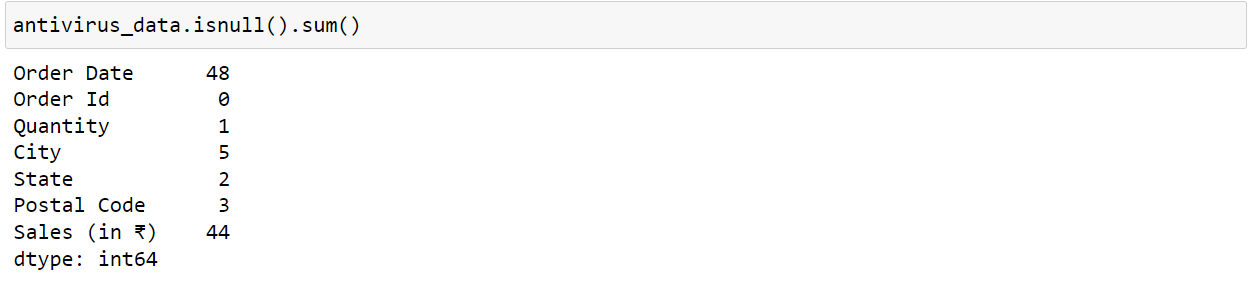 antivirus_data.isnull().sum()
Order Date 48
Order Id 0
Quantity 1
City 5
State 2
Postal Code 3
Sales (in ₹) 44
dtype: int64